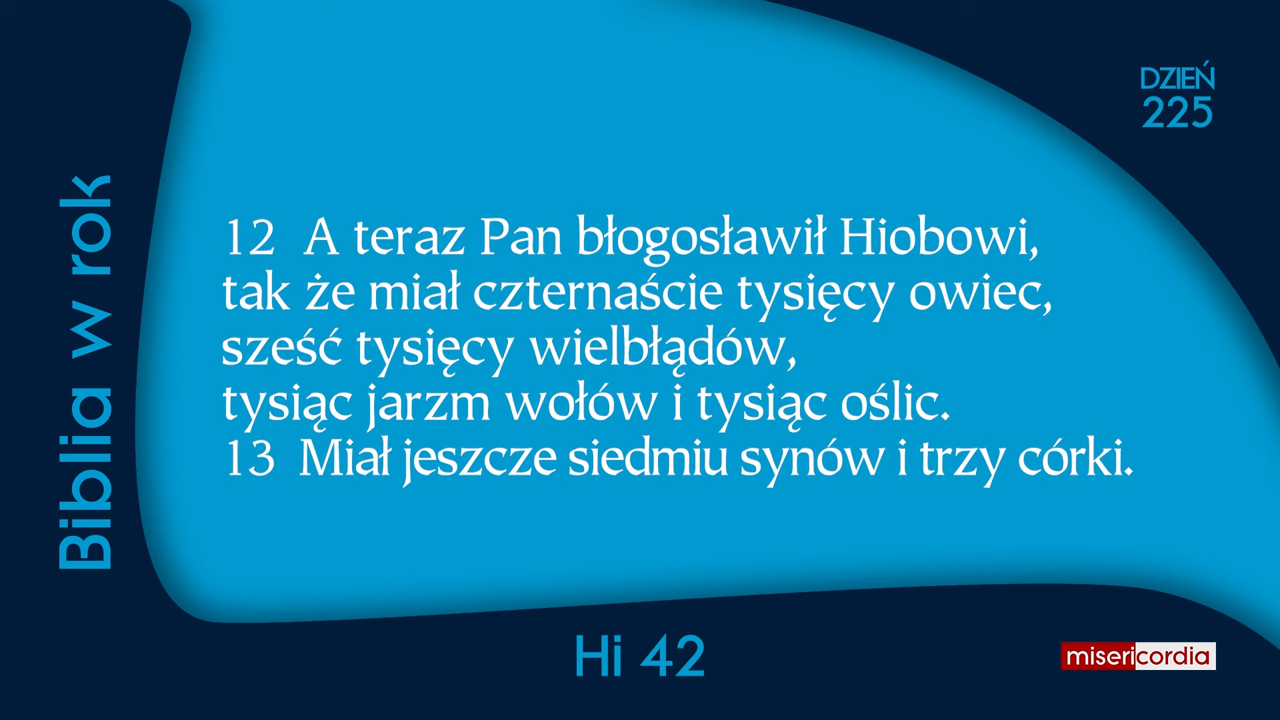 DZIEŃ
225
Biblia w rok
12 A teraz Pan błogosławił Hiobowi,
tak że miał czternaście tysięcy owiec,
sześć tysięcy wielbłądów,
tysiąc jarzm wołów i tysiąc oślic.
13 Miał jeszcze siedmiu synów i trzy córki.
Hi 42
misericordia